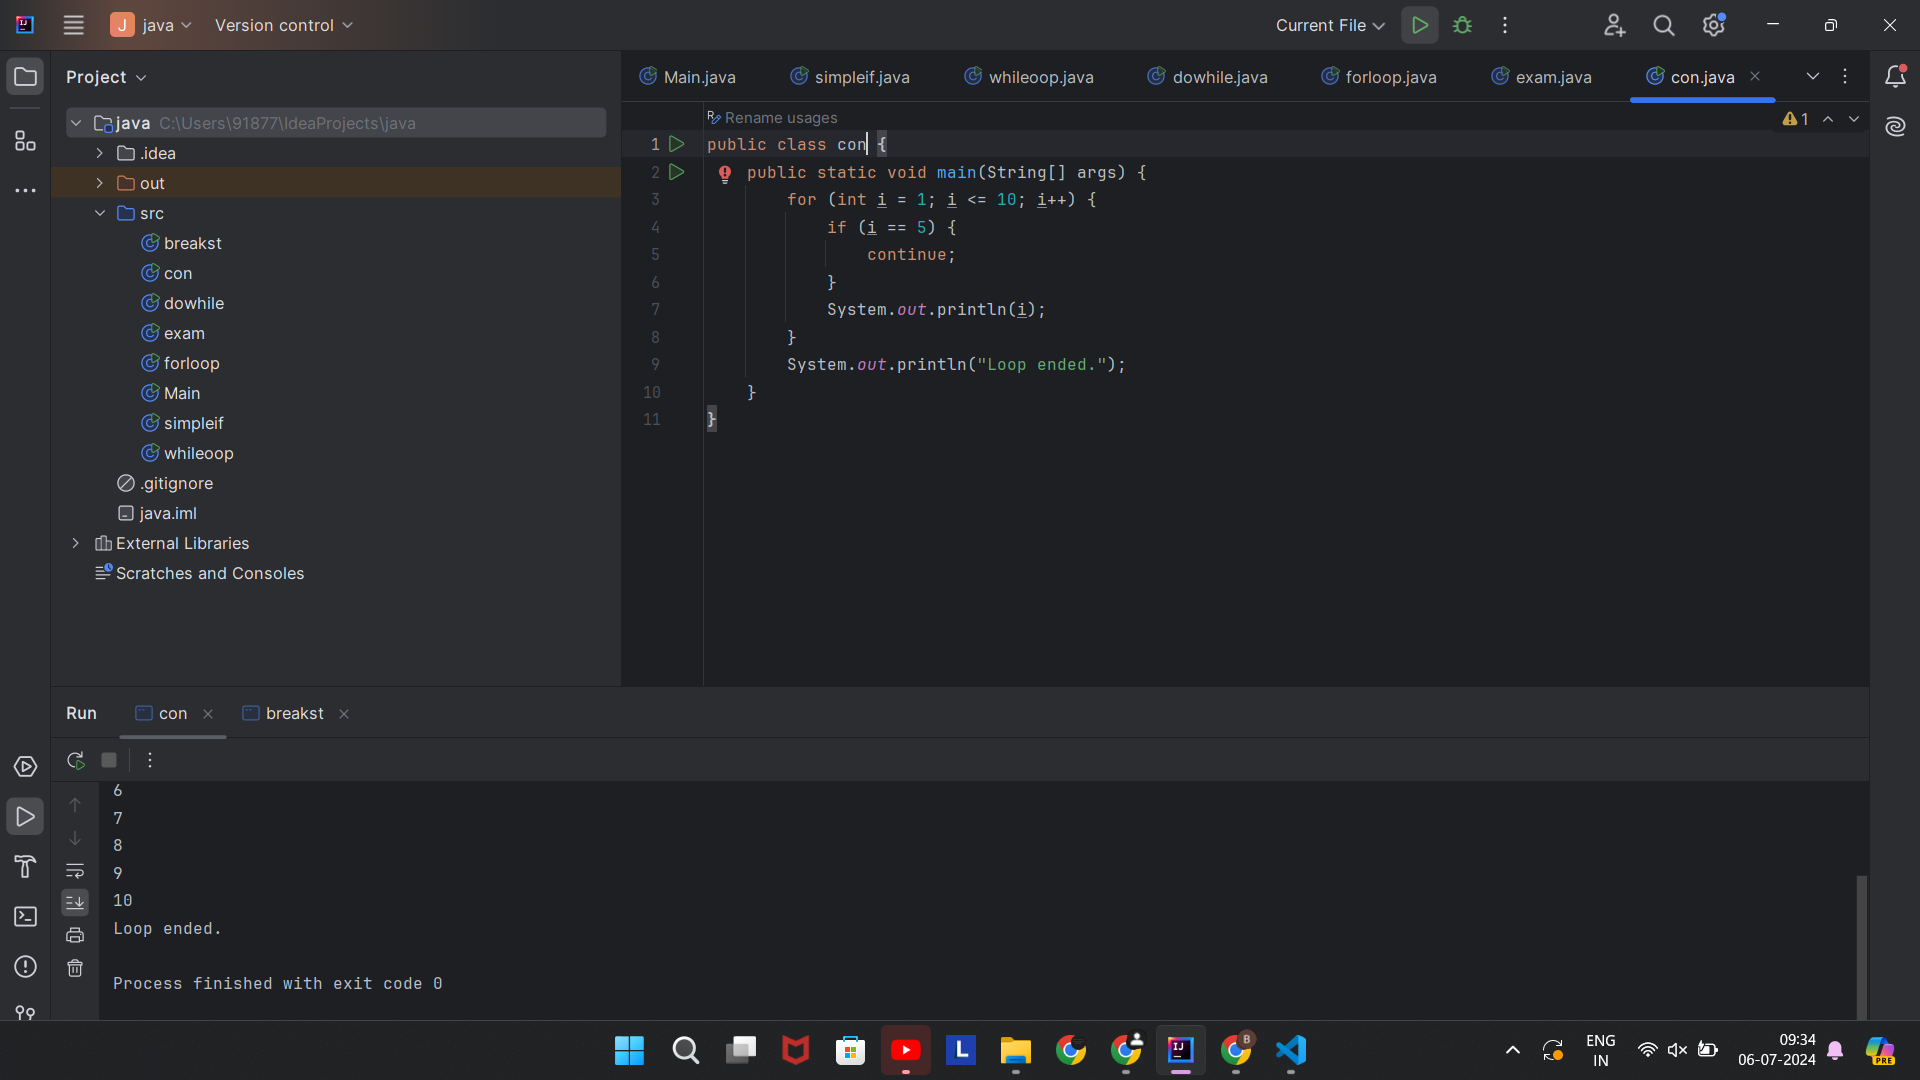 J java Version control Current File
Project
java C:\Users\91877\IdeaProjects\java
.idea
out
src
breakst
con
dowhile
exam
forloop
Main
simpleif
whileoop
.gitignore
java.iml
External Libraries
Scratches and Consoles
Main.java simpleif.java whileoop.java dowhile.java forloop.java exam.java con.java
Rename usages
1
1 public class con {
2 public static void main(String[] args) {
3 for (int i = 1; i <= 10; i++) {
4 if (i == 5) {
5 continue;
6 }
7 System.out.println(i);
8 }
9 System.out.println("Loop ended.");
10 }
11 }
Run con breakst
6
7
8
9
10
Loop ended.
Process finished with exit code 0
L
IJ
B
ENG
IN
09:34
06-07-2024
PRE